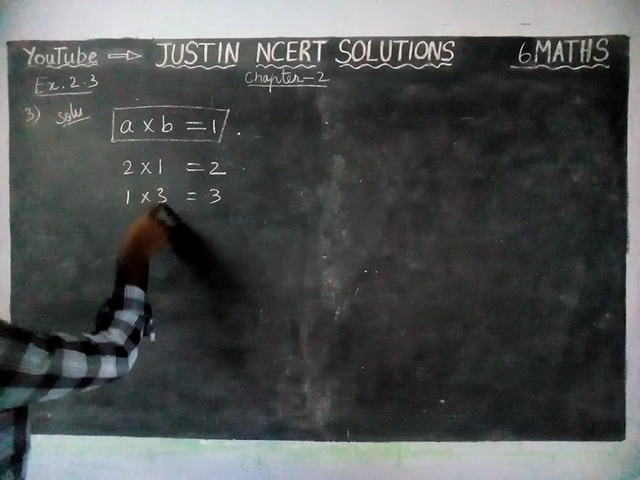 YouTube ⇒ JUSTIN NCERT SOLUTIONS 6 MATHS
Ex. 2.3 Chapter-2
3) Solu
a × b = 1
2 × 1 = 2
1 × 3 = 3